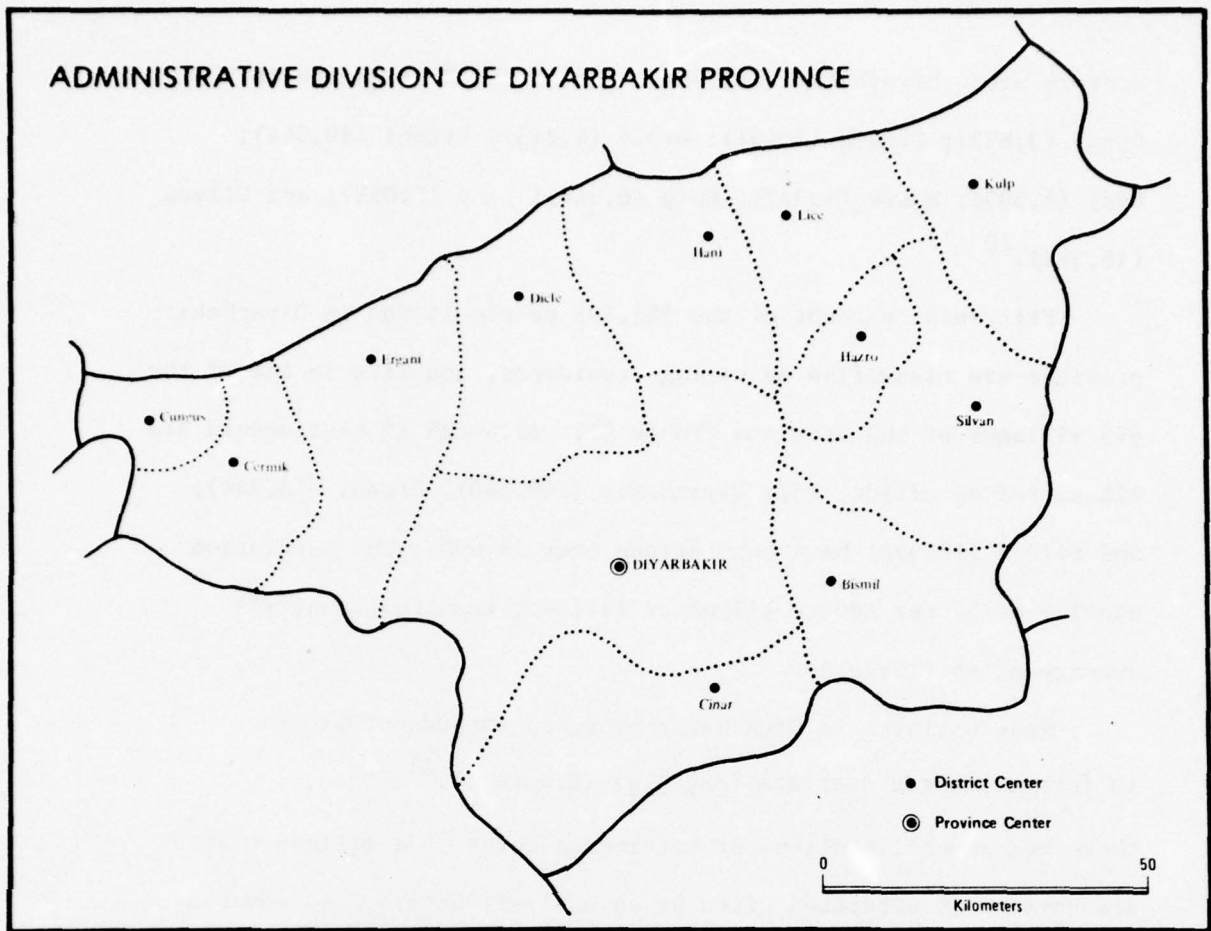 ADMINISTRATIVE DIVISION OF DIYARBAKIR PROVINCE
Kulp
Lice
Hani
Dicle
Hazro
Ergani
Silvan
Cungus
Cermik
DIYARBAKIR
Bismil
Cinar
District Center
Province Center
0 50
Kilometers